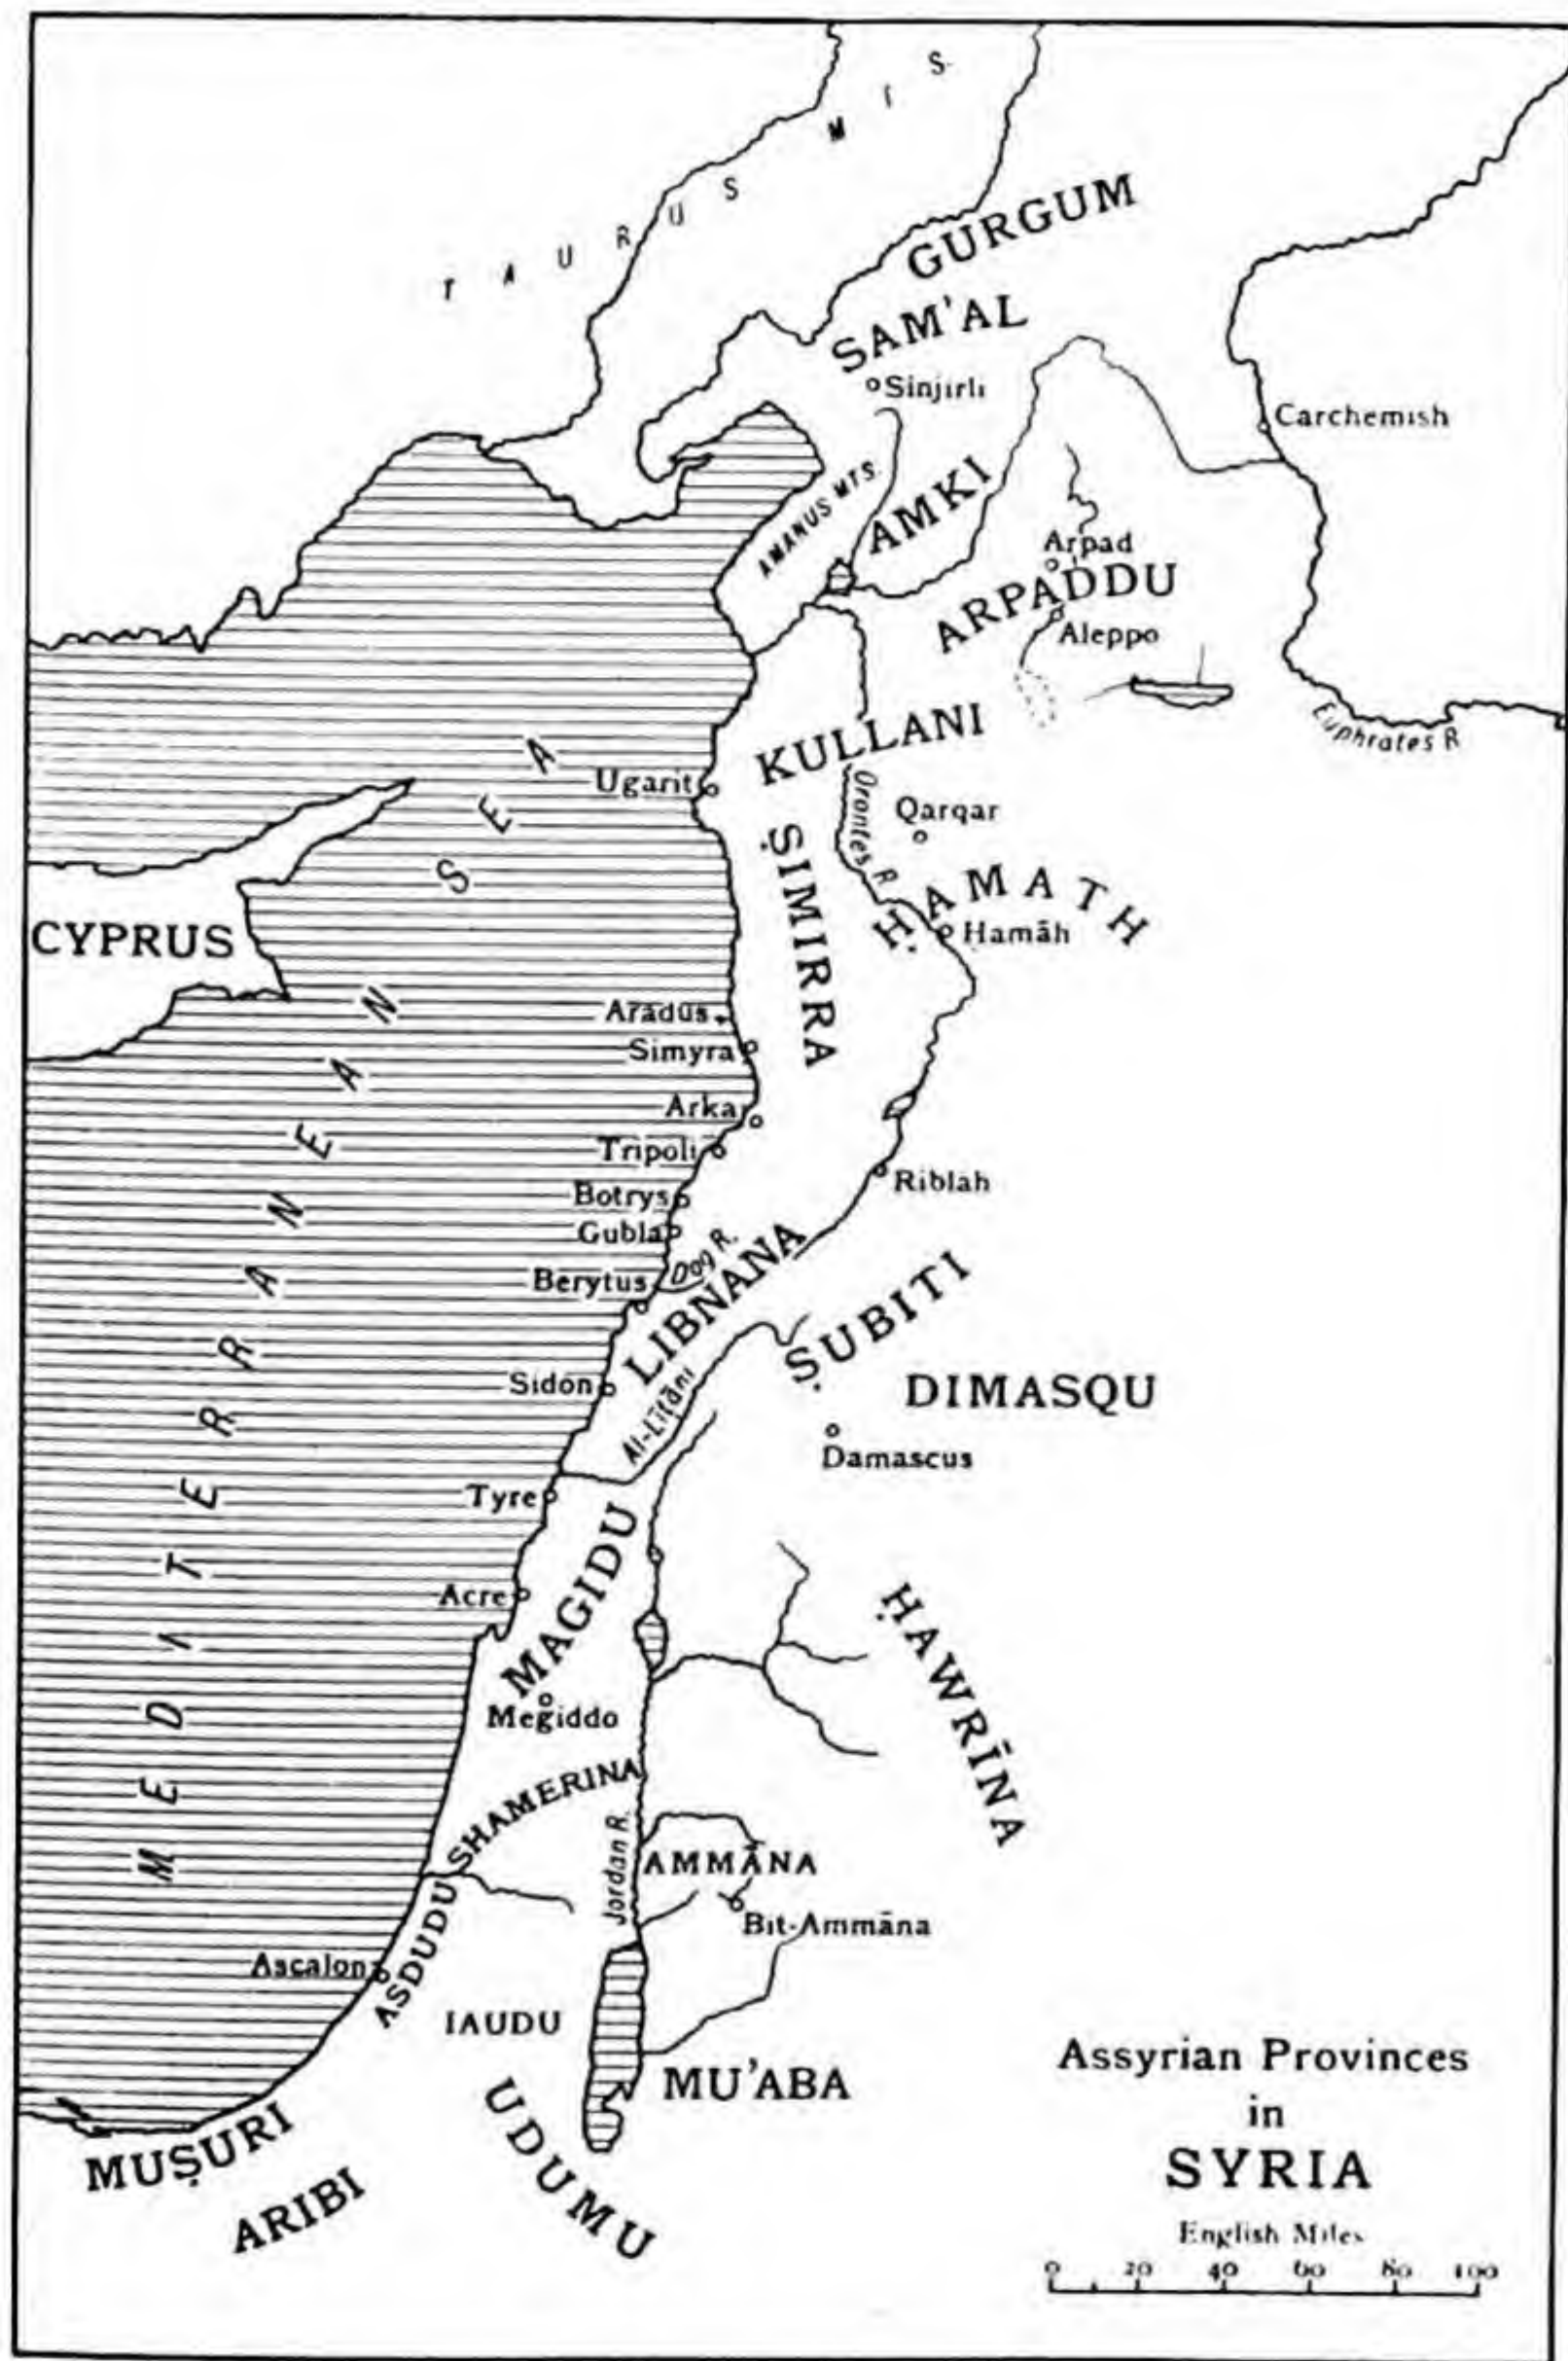 TAURUS MTS
GURGUM
SAM'AL
Sinjirli
Carchemish
AMANUS MTS.
AMKI
Arpad
ARPADDU
Aleppo
Euphrates R
KULLANI
Ugarit
Orontes R
Qarqar
ṢIMIRRA
ḤAMATH
Ḥamāh
CYPRUS
MEDITERRANEAN SEA
Aradus
Simyra
Arka
Tripoli
Botrys
Gubla
Riblah
Dog R.
Berytus
LIBNANA
ṢUBITI
Sidon
Al-Līṭāni
DIMASQU
Damascus
Tyre
MAGIDU
Acre
ḤAWRĪNA
Megiddo
SHAMERINA
Jordan R.
AMMĀNA
Bit-Ammāna
ASDUDU
Ascalon
IAUDU
MU'ABA
UDUMU
MUṢURI
ARIBI
Assyrian Provinces
in
SYRIA
English Miles
0 20 40 60 80 100